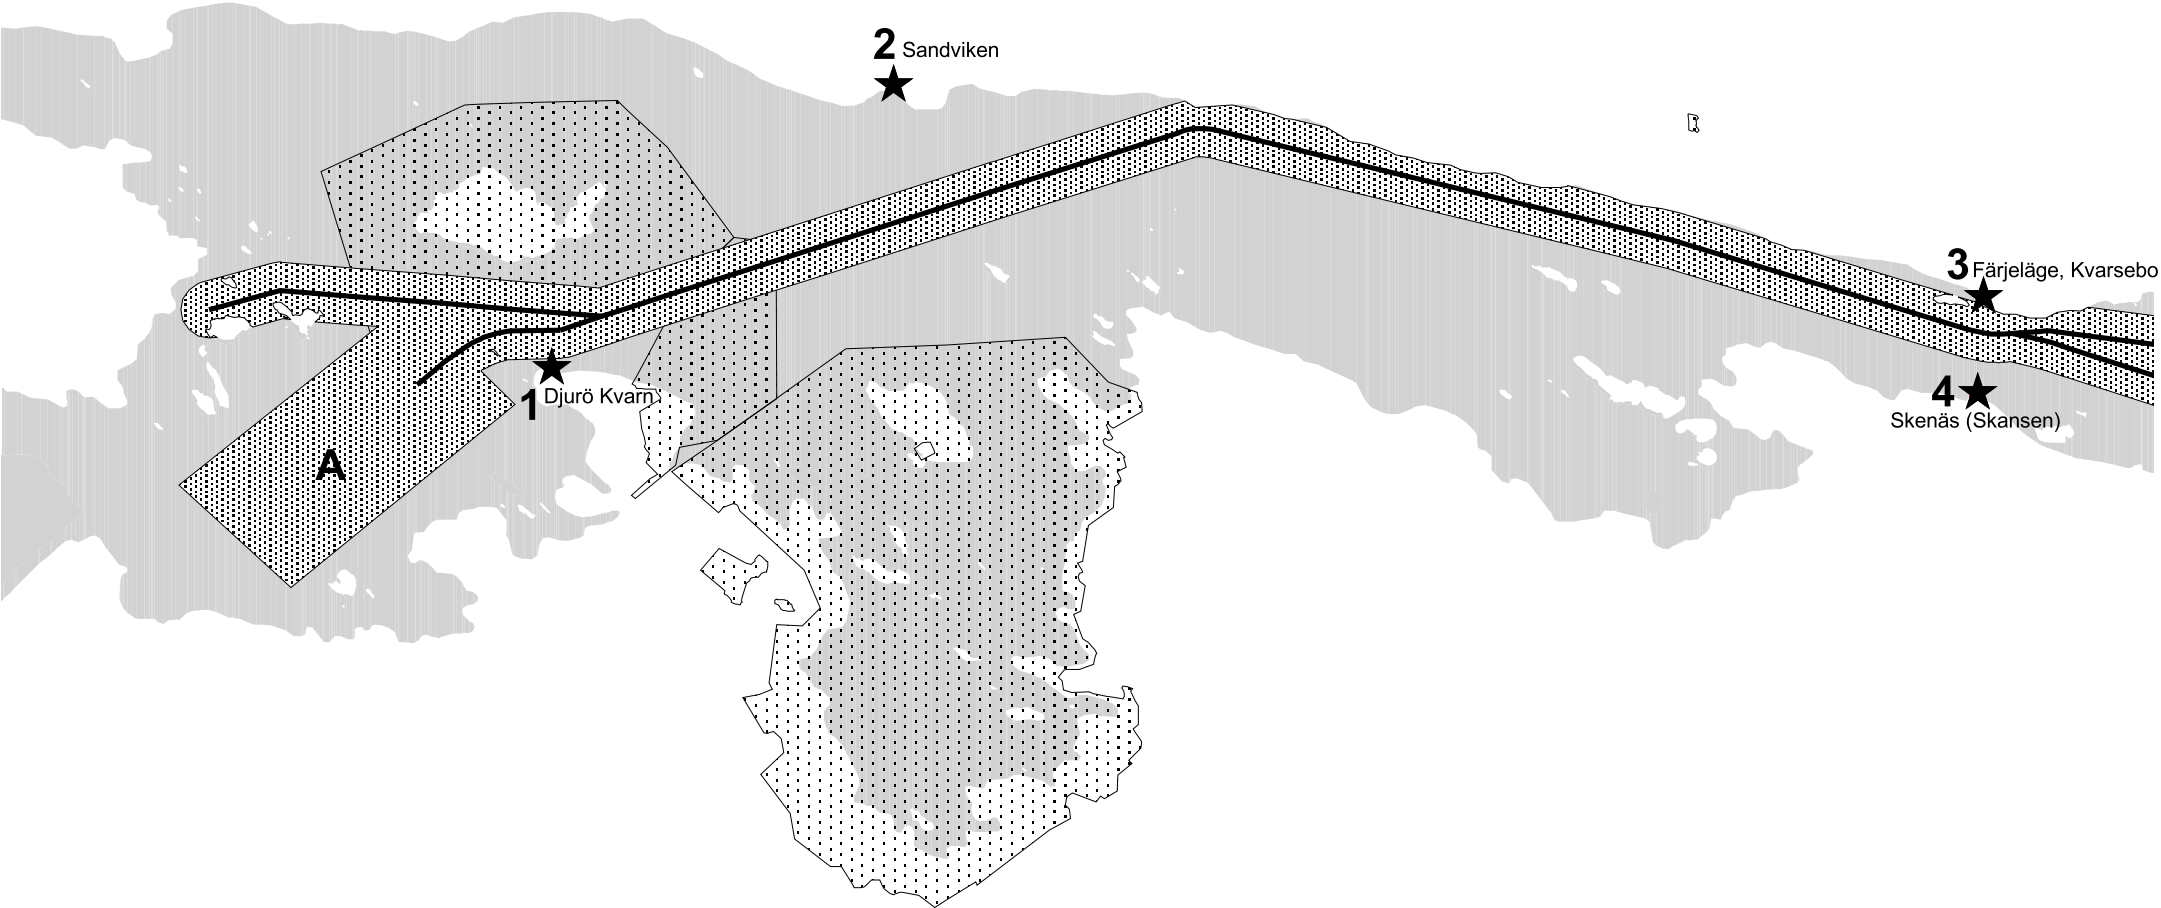 2 Sandviken
3 Färjeläge, Kvarsebo
1 Djurö Kvarn
4
Skenäs (Skansen)
A